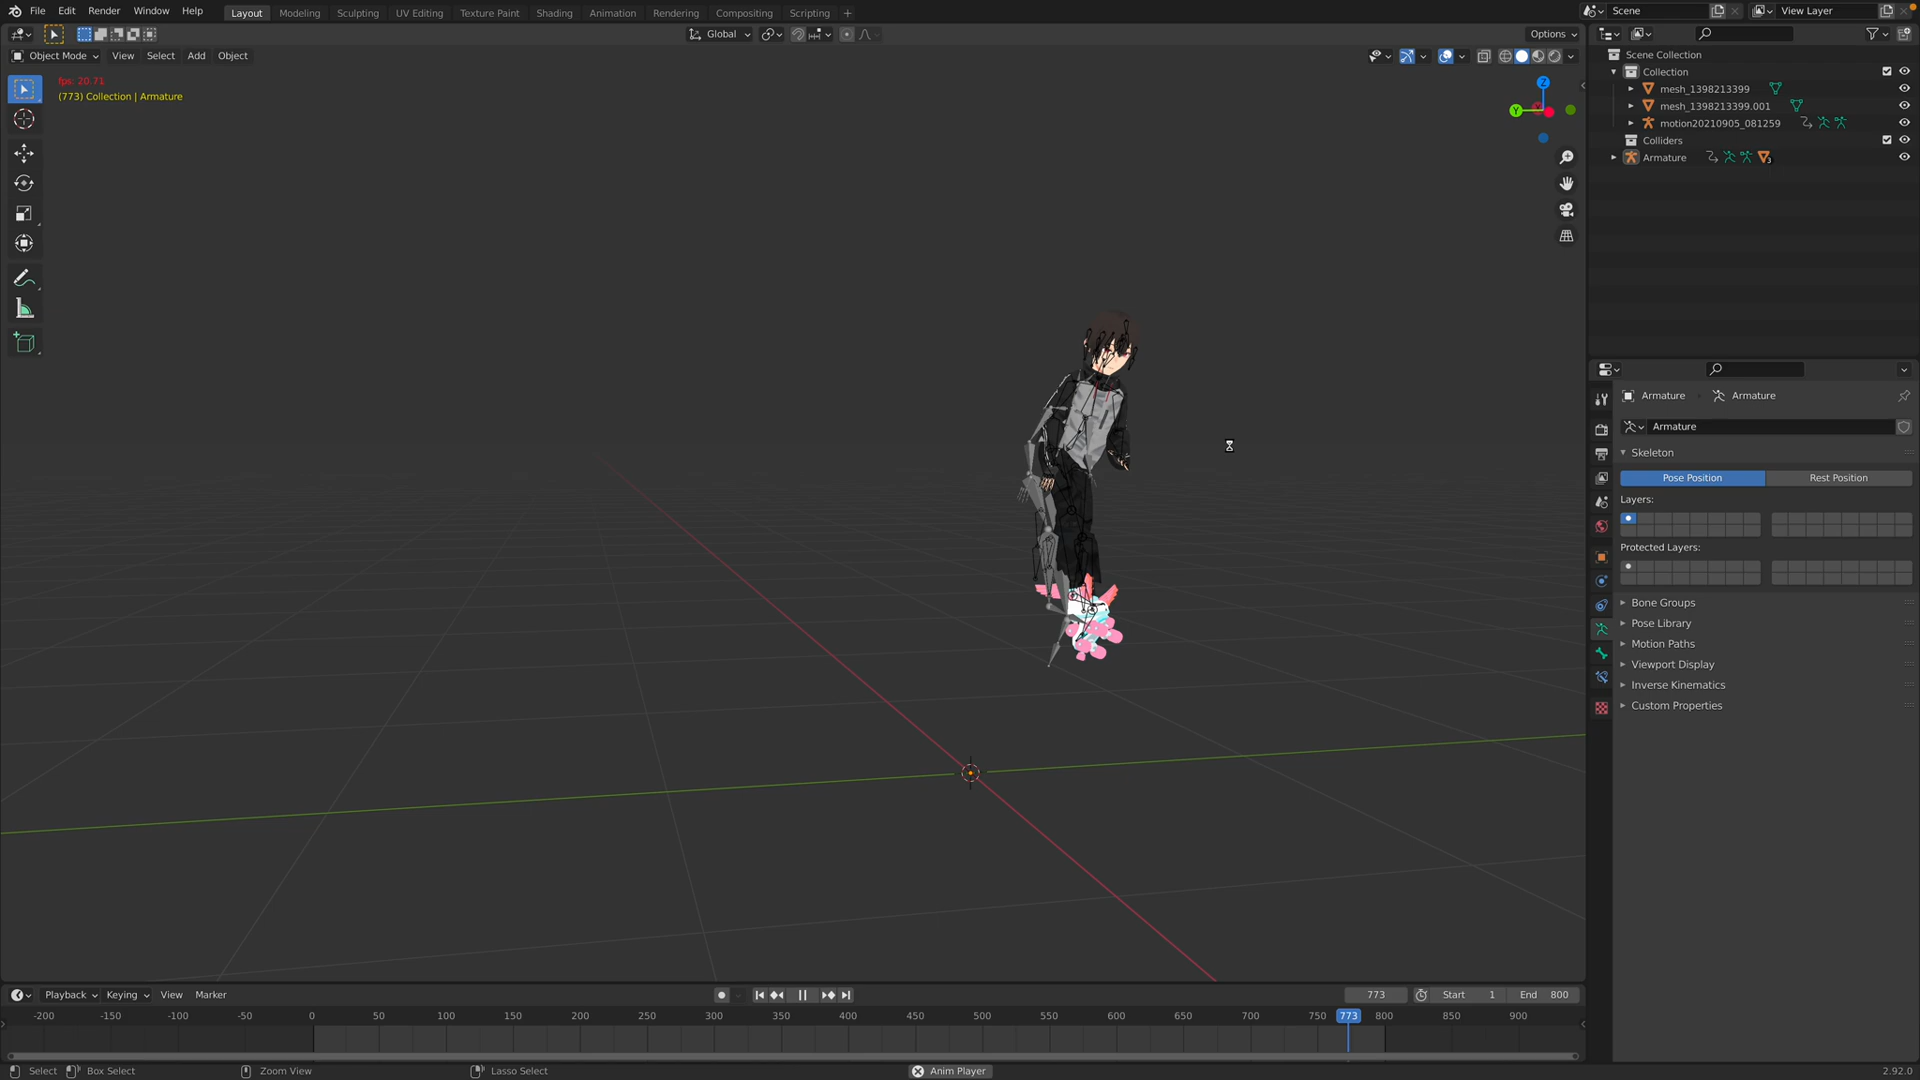 File Edit Render Window Help Layout Modeling Sculpting UV Editing Texture Paint Shading Animation Rendering Compositing Scripting + Scene View Layer
Global Options
Object Mode View Select Add Object
fps: 20.71
(773) Collection | Armature
Z
Y
Scene Collection
Collection
mesh_1398213399
mesh_1398213399.001
motion20210905_081259
Colliders
Armature 3
Armature Armature
Armature
Skeleton
Pose Position Rest Position
Layers:
Protected Layers:
Bone Groups
Pose Library
Motion Paths
Viewport Display
Inverse Kinematics
Custom Properties
Playback Keying View Marker 773 Start 1 End 800
-200 -150 -100 -50 0 50 100 150 200 250 300 350 400 450 500 550 600 650 700 750 773 800 850 900
Select Box Select Zoom View Lasso Select Anim Player 2.92.0